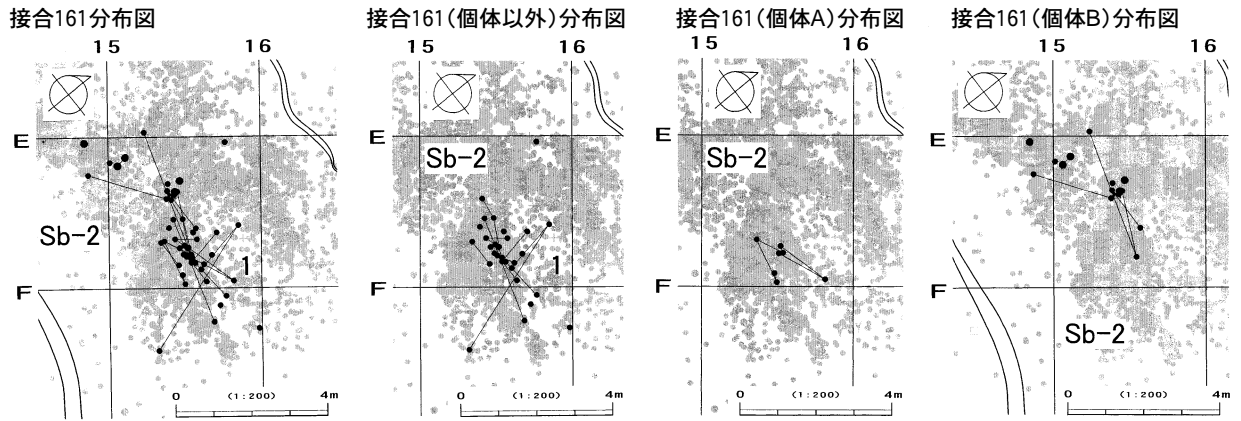 接合161分布図
15 16
E
Sb-2
1
F
0 (1:200) 4m
接合161(個体以外)分布図
15 16
E
Sb-2
1
F
0 (1:200) 4m
接合161(個体A)分布図
15 16
E
Sb-2
F
0 (1:200) 4m
接合161(個体B)分布図
15 16
E
F
Sb-2
0 (1:200) 4m